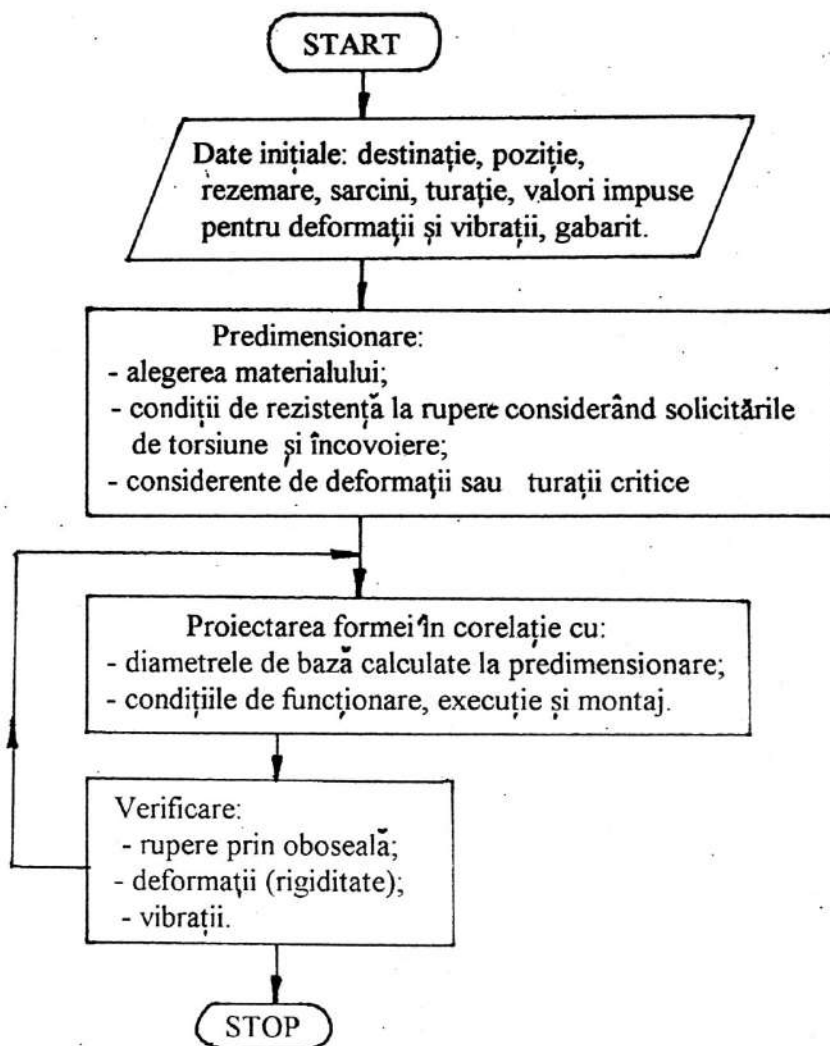 START
Date inițiale: destinație, poziție,
rezemare, sarcini, turație, valori impuse
pentru deformații și vibrații, gabarit.
Predimensionare:
- alegerea materialului;
- condiții de rezistență la rupere considerând solicitările
de torsiune și încovoiere;
- considerente de deformații sau turații critice
Proiectarea formei în corelație cu:
- diametrele de bază calculate la predimensionare;
- condițiile de funcționare, execuție și montaj.
Verificare:
- rupere prin oboseală;
- deformații (rigiditate);
- vibrații.
STOP